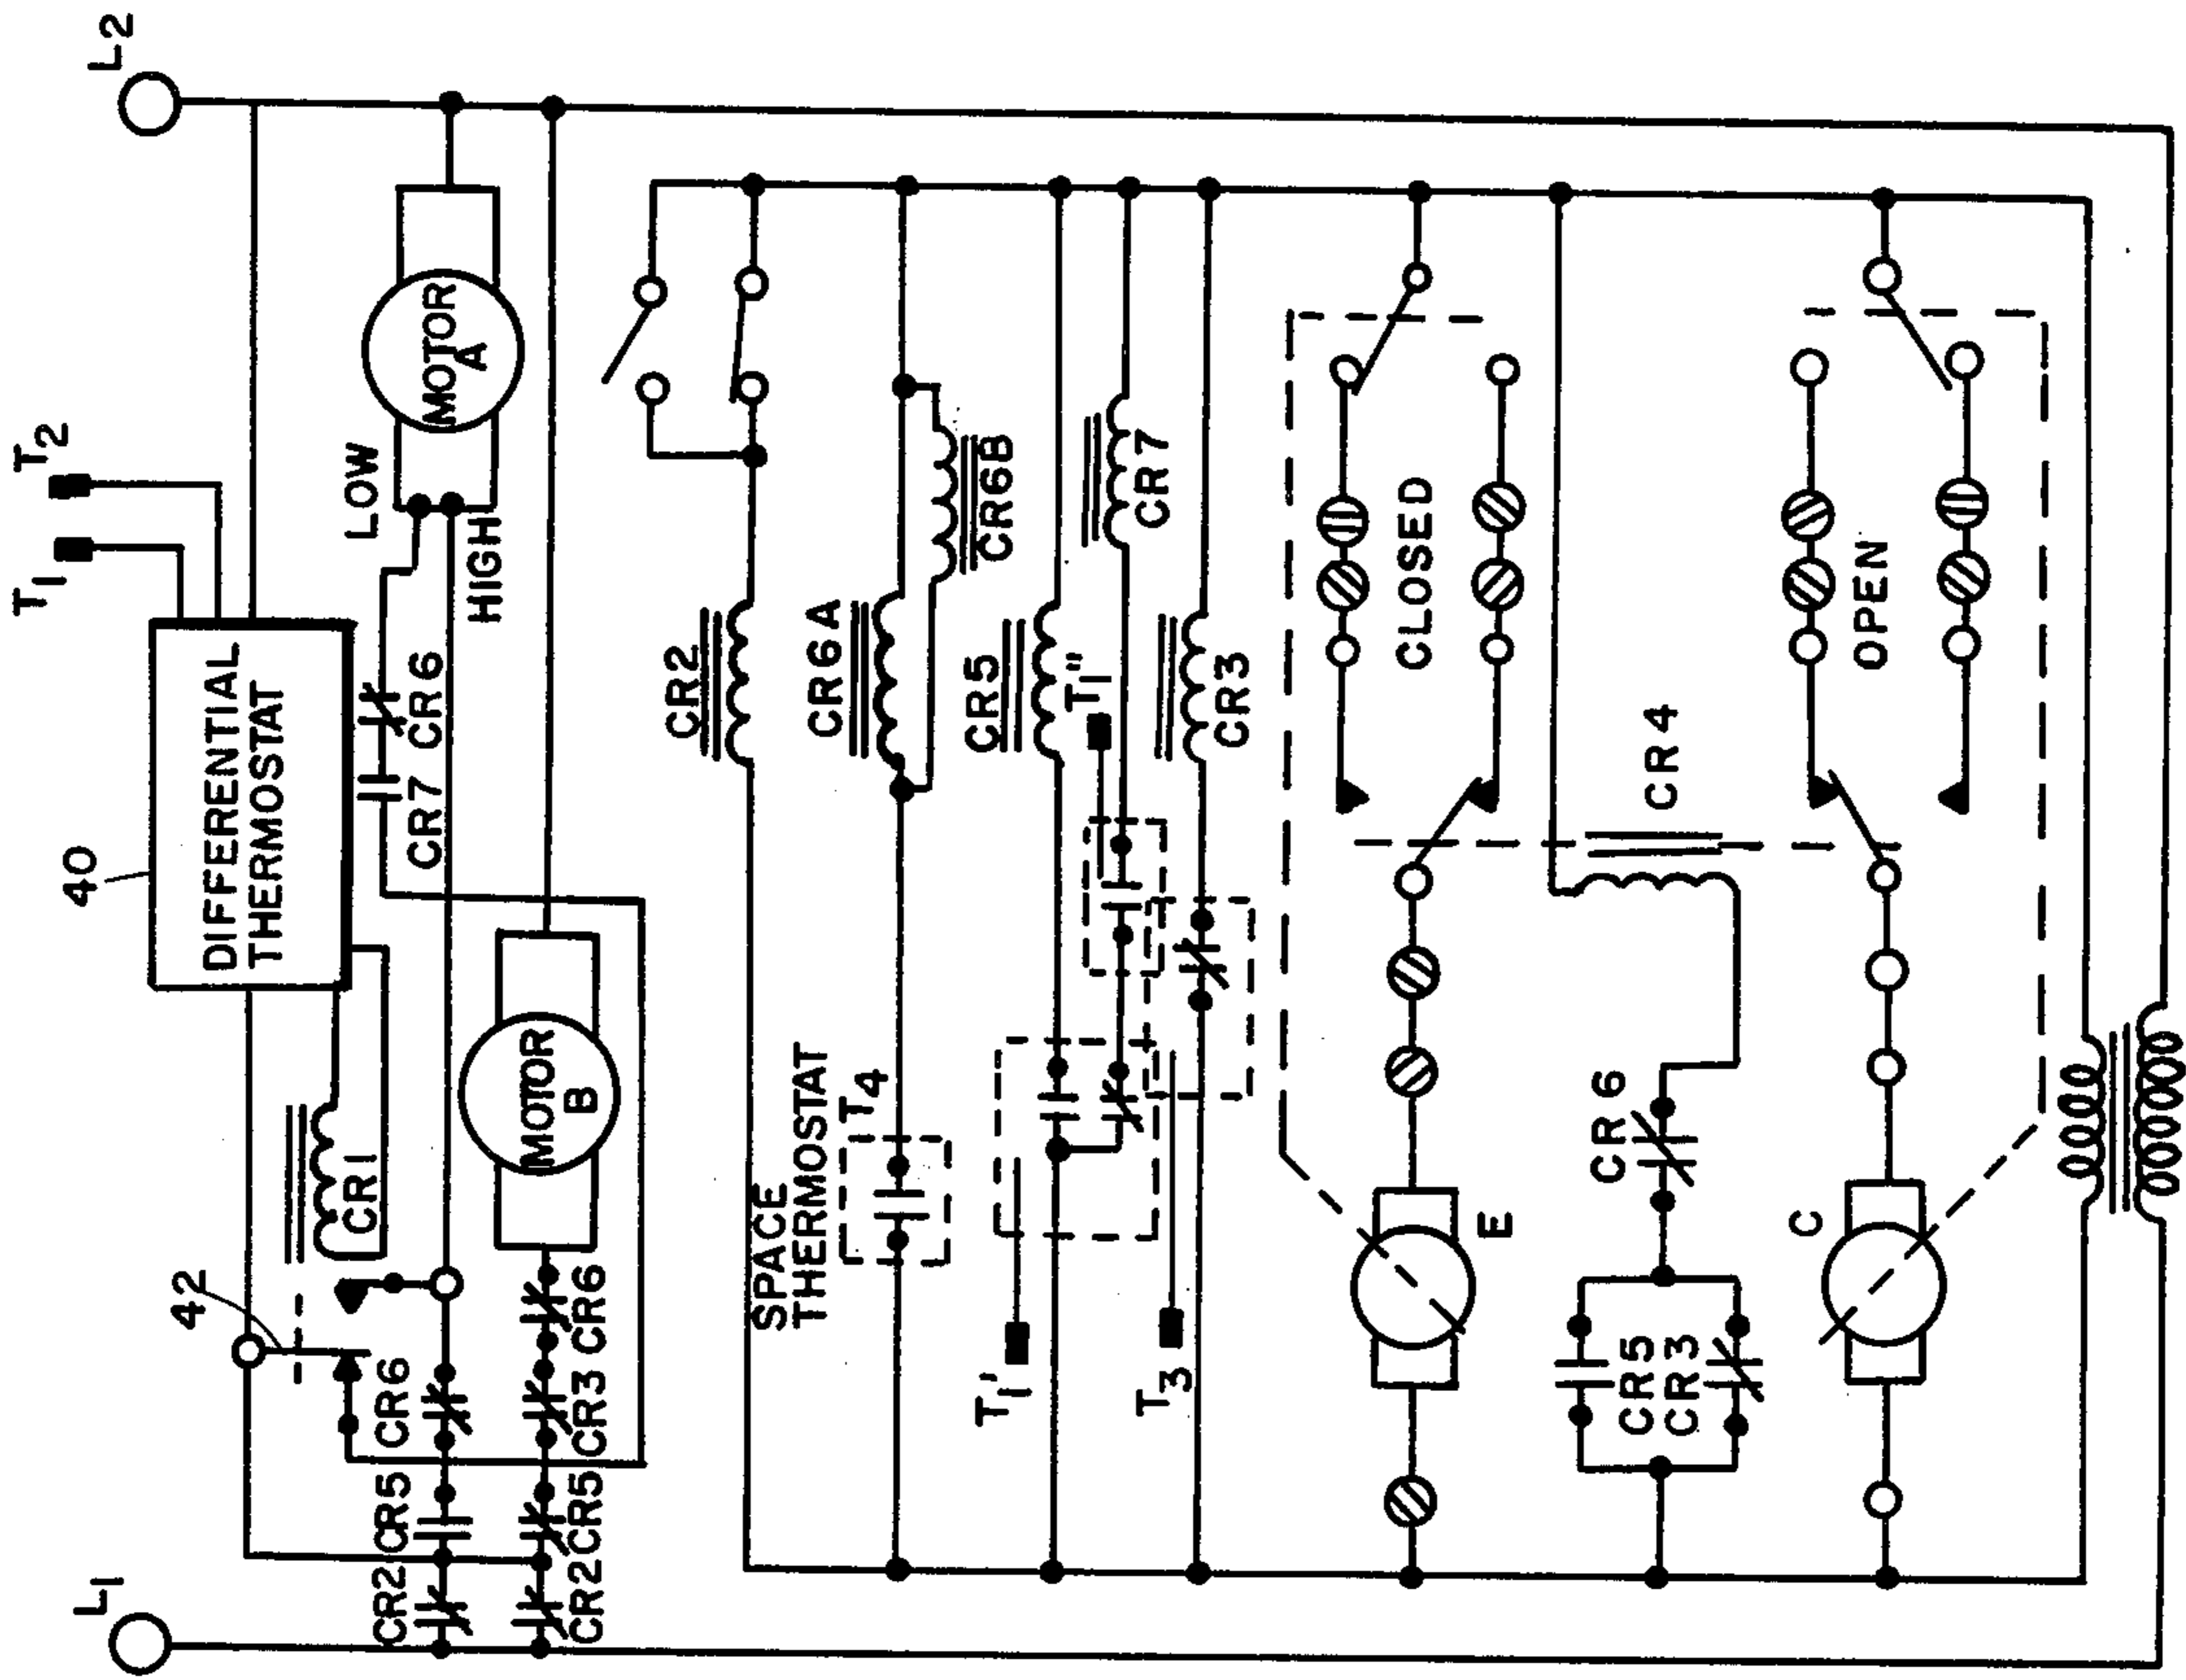 L1
L2
T1
T2
40
DIFFERENTIAL
THERMOSTAT
42
CR1
LOW
MOTOR
A
HIGH
CR7 CR6
CR2
CR5
CR6
MOTOR
B
CR2
CR5
CR3
CR6
CR2
SPACE
THERMOSTAT
T4
CR6A
CR6B
CR5
T1'
T1"
CR7
T3
CR3
E
CLOSED
CR6
CR5
CR3
CR4
C
OPEN